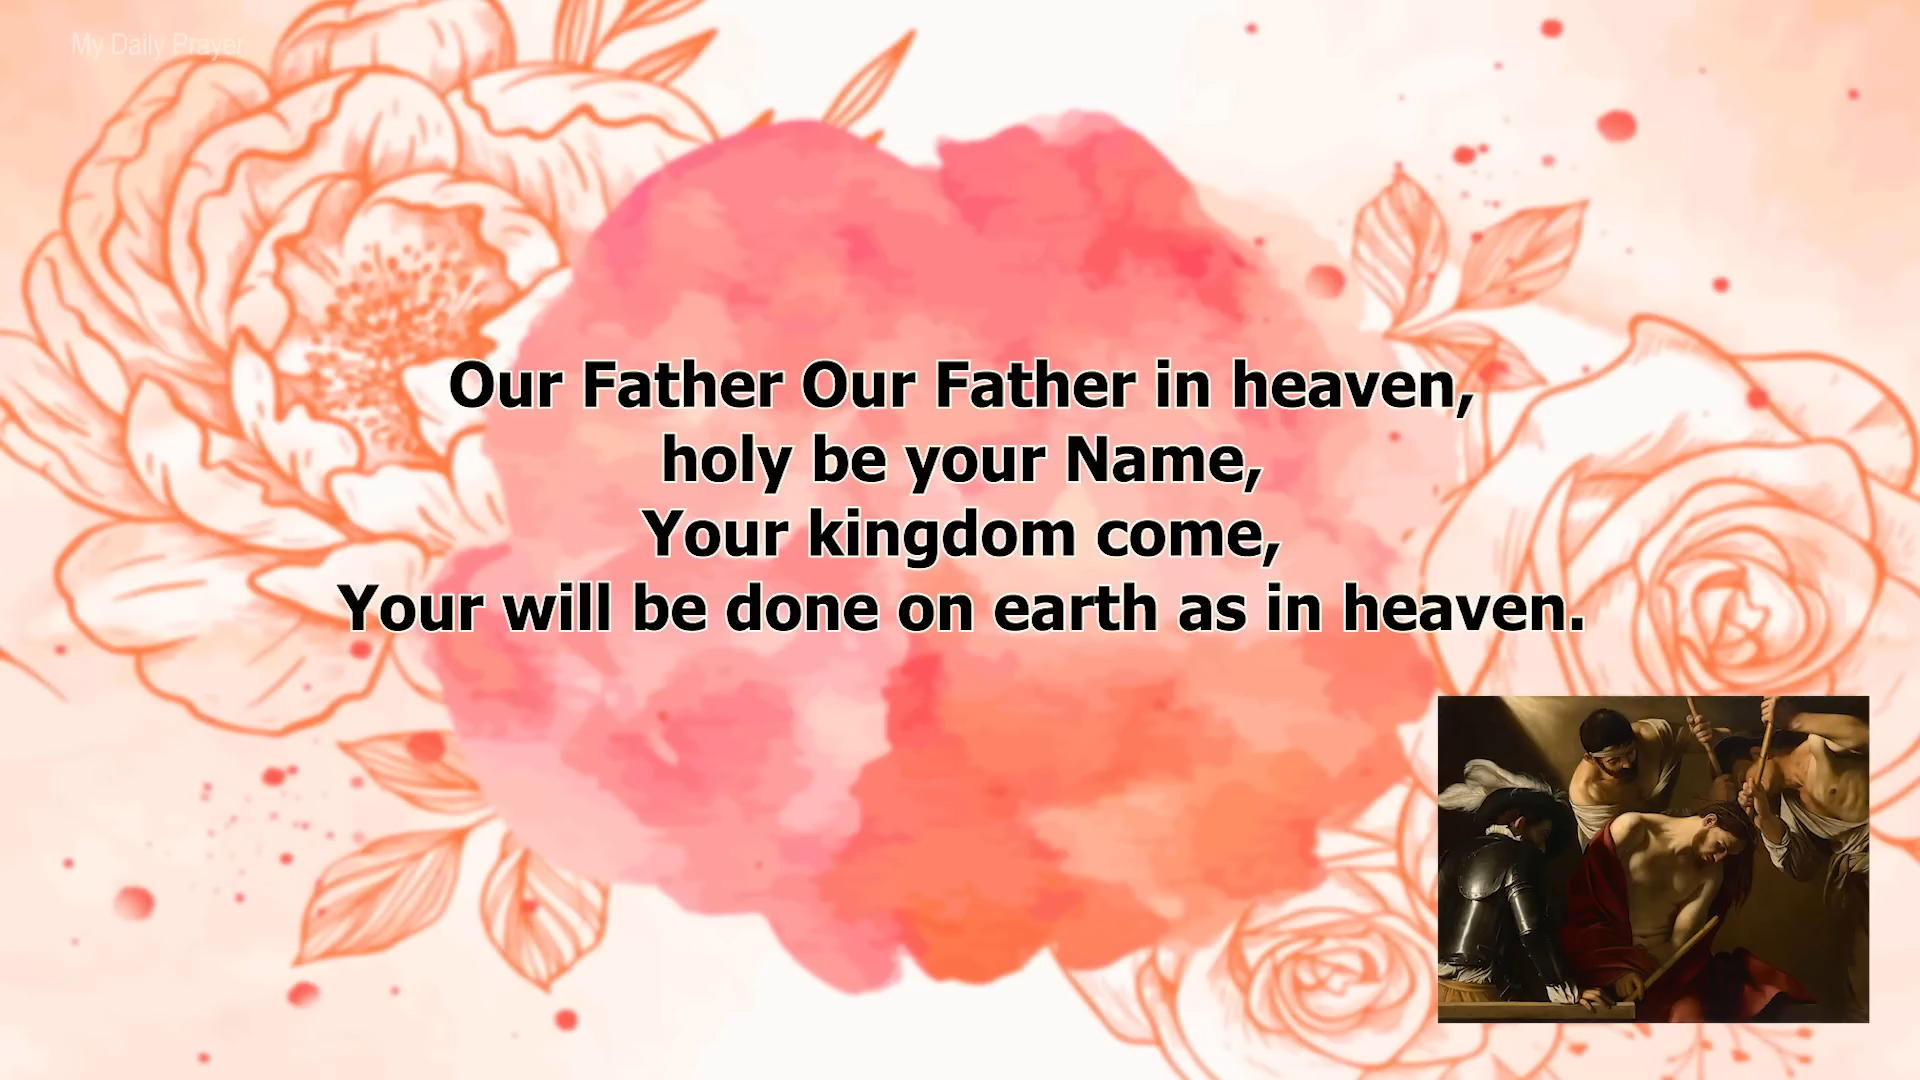 My Daily Prayer
Our Father Our Father in heaven,
holy be your Name,
Your kingdom come,
Your will be done on earth as in heaven.